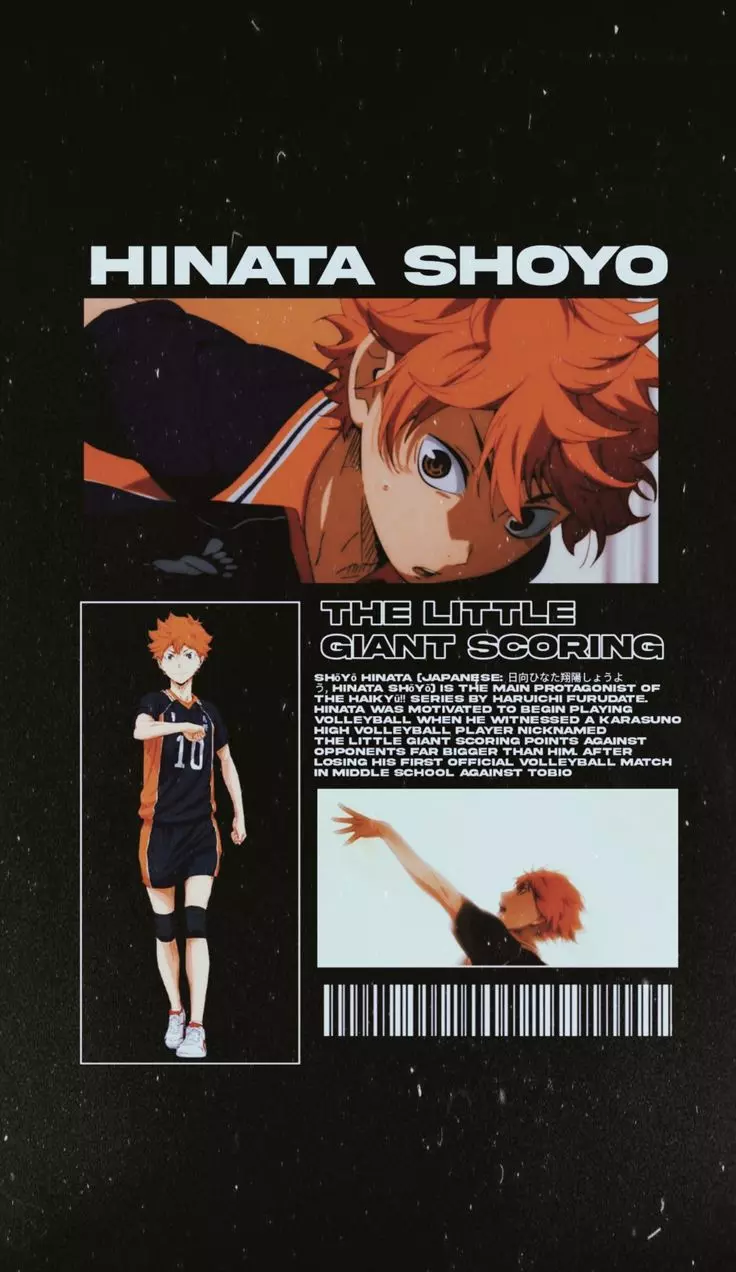 HINATA SHOYO
THE LITTLE
GIANT SCORING
SHŌYŌ HINATA (JAPANESE: 日向ひなた翔陽しょうよ
う, HINATA SHŌYŌ) IS THE MAIN PROTAGONIST OF
THE HAIKYŪ!! SERIES BY HARUICHI FURUDATE.
HINATA WAS MOTIVATED TO BEGIN PLAYING
VOLLEYBALL WHEN HE WITNESSED A KARASUNO
HIGH VOLLEYBALL PLAYER NICKNAMED
THE LITTLE GIANT SCORING POINTS AGAINST
OPPONENTS FAR BIGGER THAN HIM. AFTER
LOSING HIS FIRST OFFICIAL VOLLEYBALL MATCH
IN MIDDLE SCHOOL AGAINST TOBIO
10